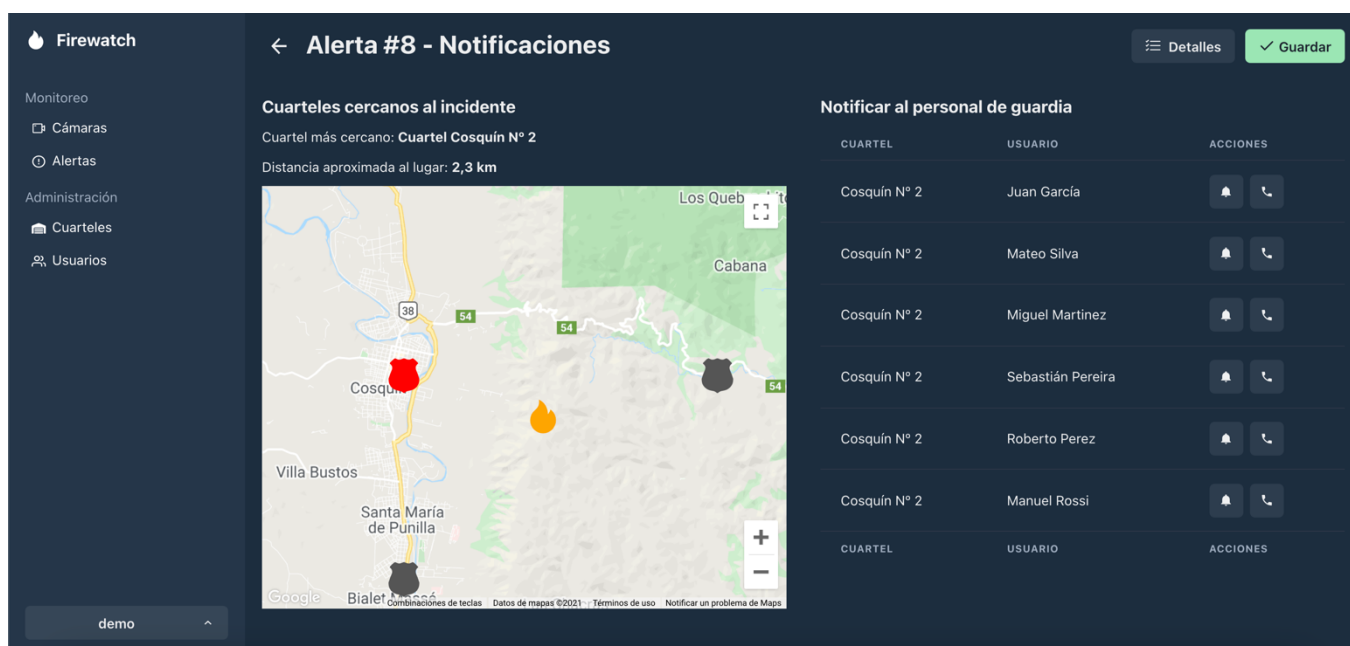 Firewatch
Monitoreo
Cámaras
Alertas
Administración
Cuarteles
Usuarios
demo
Alerta #8 - Notificaciones
Detalles
Guardar
Cuarteles cercanos al incidente
Cuartel más cercano: Cuartel Cosquín Nº 2
Distancia aproximada al lugar: 2,3 km
Los Queb
Cabana
38
54
54
54
Cosqu
Villa Bustos
Santa María
de Punilla
Bialet
Google
Combinaciones de teclas Datos de mapas ©2021 Términos de uso Notificar un problema de Maps
Notificar al personal de guardia
CUARTEL USUARIO ACCIONES
Cosquín Nº 2 Juan García
Cosquín Nº 2 Mateo Silva
Cosquín Nº 2 Miguel Martinez
Cosquín Nº 2 Sebastián Pereira
Cosquín Nº 2 Roberto Perez
Cosquín Nº 2 Manuel Rossi
CUARTEL USUARIO ACCIONES